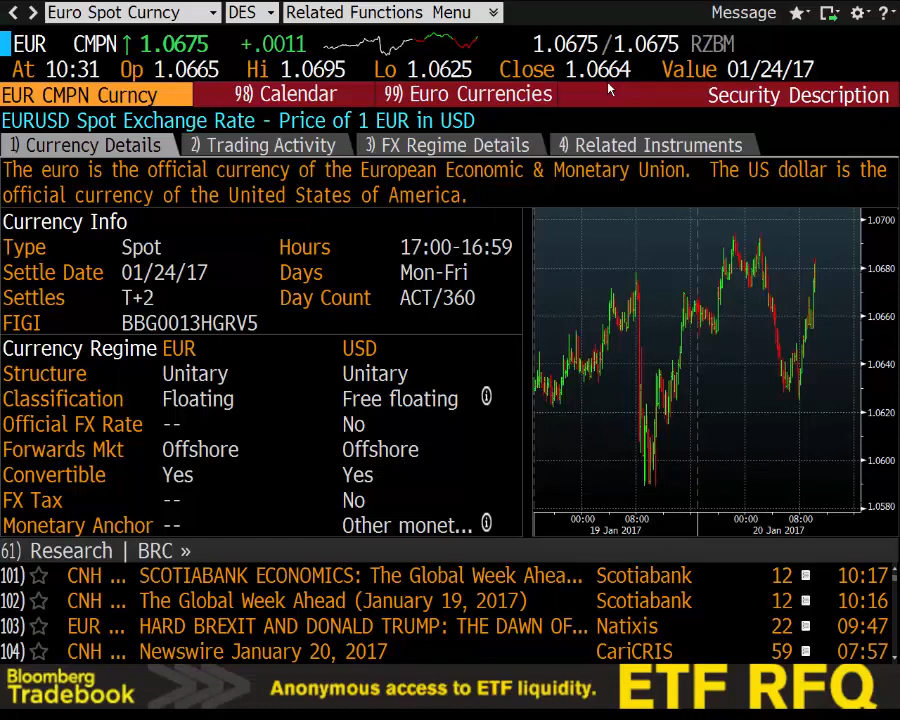 Euro Spot Curncy DES Related Functions Menu Message
EUR CMPN ↑ 1.0675 +.0011 1.0675/1.0675 RZBM
At 10:31 Op 1.0665 Hi 1.0695 Lo 1.0625 Close 1.0664 Value 01/24/17
EUR CMPN Curncy 98) Calendar 99) Euro Currencies Security Description
EURUSD Spot Exchange Rate - Price of 1 EUR in USD
1) Currency Details 2) Trading Activity 3) FX Regime Details 4) Related Instruments
The euro is the official currency of the European Economic & Monetary Union. The US dollar is the
official currency of the United States of America.
Currency Info
Type Spot Hours 17:00-16:59
Settle Date 01/24/17 Days Mon-Fri
Settles T+2 Day Count ACT/360
FIGI BBG0013HGRV5
Currency Regime EUR USD
Structure Unitary Unitary
Classification Floating Free floating
Official FX Rate -- No
Forwards Mkt Offshore Offshore
Convertible Yes Yes
FX Tax -- No
Monetary Anchor -- Other monet...
1.0700
1.0680
1.0660
1.0640
1.0620
1.0600
1.0580
00:00 08:00 00:00 08:00
19 Jan 2017 20 Jan 2017
61) Research | BRC »
101) CNH ... SCOTIABANK ECONOMICS: The Global Week Ahea... Scotiabank 12 10:17
102) CNH ... The Global Week Ahead (January 19, 2017) Scotiabank 12 10:16
103) EUR ... HARD BREXIT AND DONALD TRUMP: THE DAWN OF... Natixis 22 09:47
104) CNH ... Newswire January 20, 2017 CariCRIS 59 07:57
Bloomberg
Tradebook
Anonymous access to ETF liquidity.
ETF RFQ